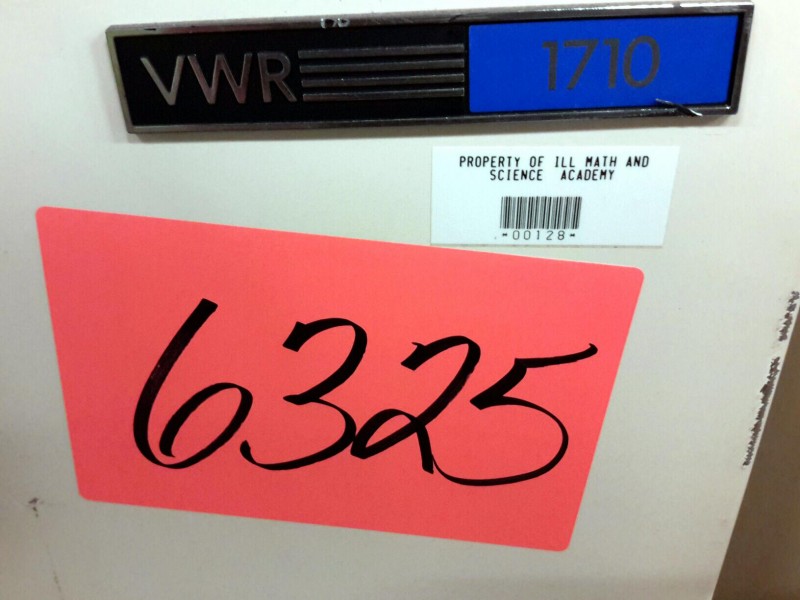 VWR 1710
PROPERTY OF ILL MATH AND
SCIENCE ACADEMY
-00128-
6325